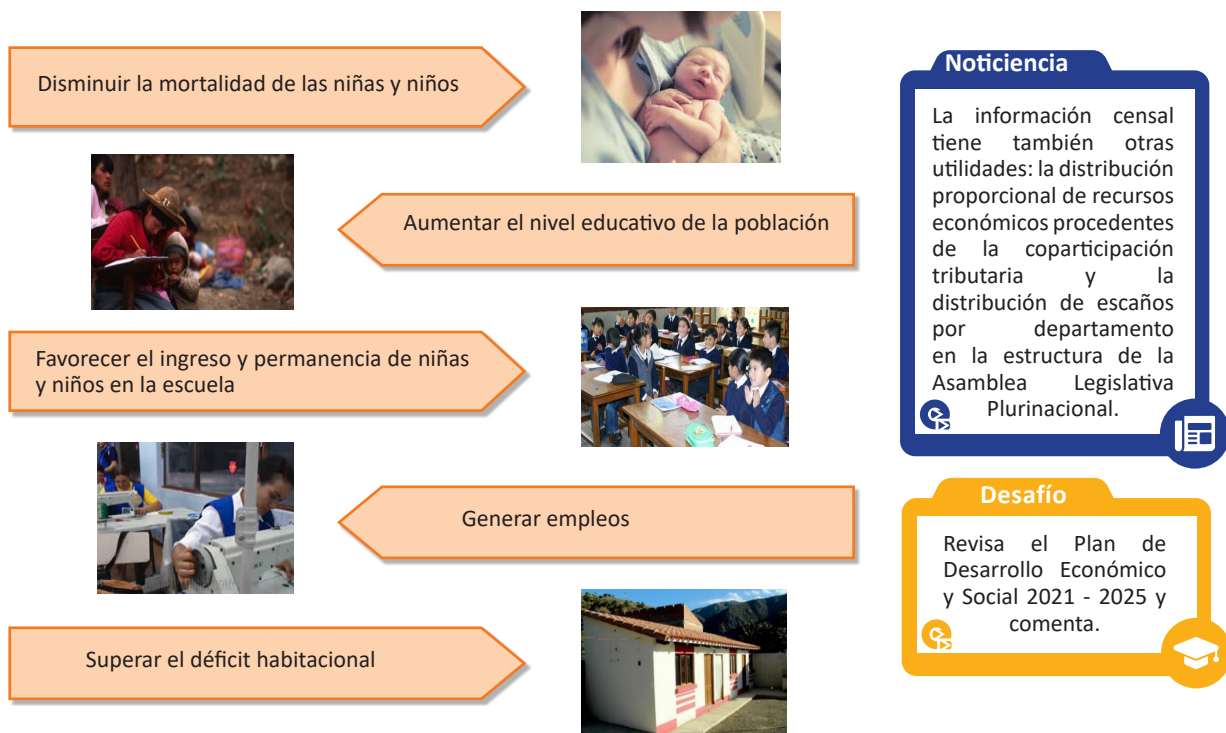 Disminuir la mortalidad de las niñas y niños
Aumentar el nivel educativo de la población
Favorecer el ingreso y permanencia de niñas
y niños en la escuela
Generar empleos
Superar el déficit habitacional
Noticiencia
La información censal
tiene también otras
utilidades: la distribución
proporcional de recursos
económicos procedentes
de la coparticipación
tributaria y la
distribución de escaños
por departamento
en la estructura de la
Asamblea Legislativa
Plurinacional.
Desafío
Revisa el Plan de
Desarrollo Económico
y Social 2021 - 2025 y
comenta.